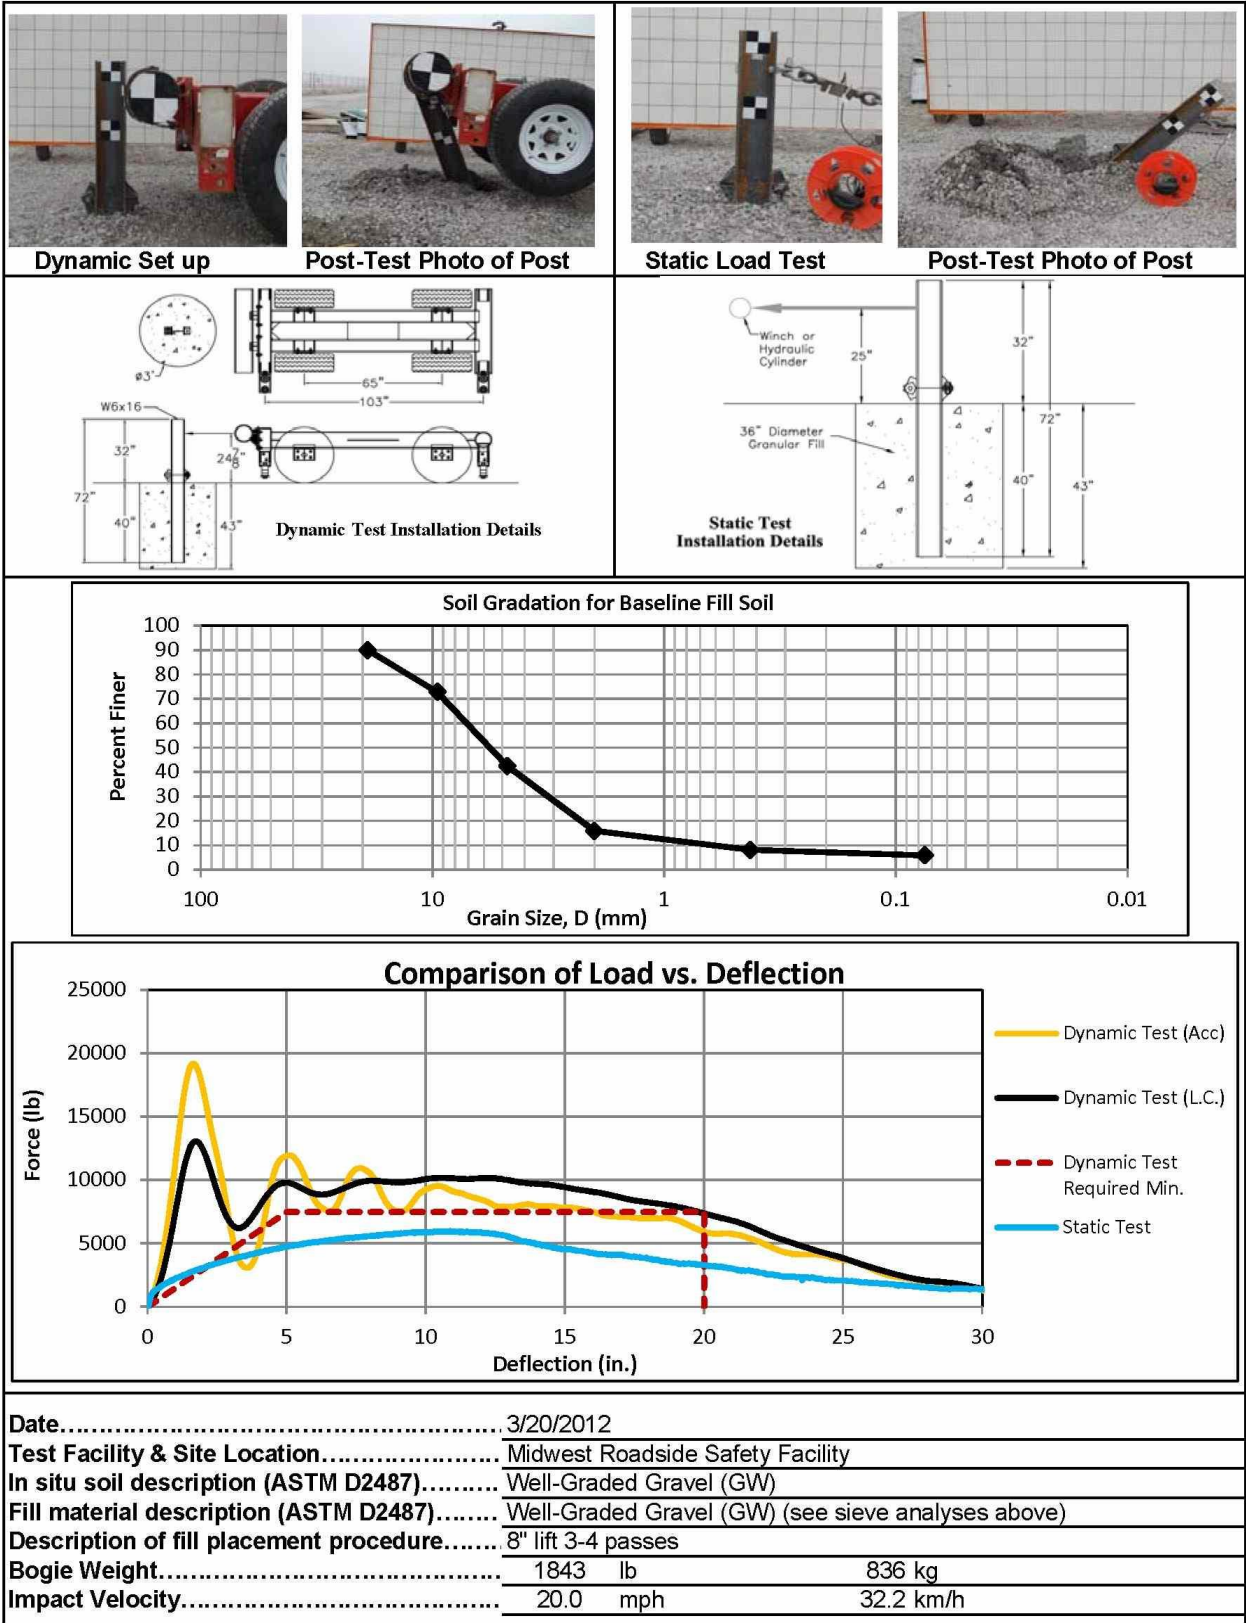 Dynamic Set up
Post-Test Photo of Post
Static Load Test
Post-Test Photo of Post
ø3'
65"
103"
W6x16
32"
24⅞"
72"
40"
43"
Dynamic Test Installation Details
Winch or
Hydraulic
Cylinder
25"
32"
72"
36" Diameter
Granular Fill
40"
43"
Static Test
Installation Details
Soil Gradation for Baseline Fill Soil
Percent Finer
100
90
80
70
60
50
40
30
20
10
0
100 10 1 0.1 0.01
Grain Size, D (mm)
Comparison of Load vs. Deflection
Force (lb)
25000
20000
15000
10000
5000
0
0 5 10 15 20 25 30
Deflection (in.)
Dynamic Test (Acc)
Dynamic Test (L.C.)
Dynamic Test
Required Min.
Static Test
Date.................................................... 3/20/2012
Test Facility & Site Location..................... Midwest Roadside Safety Facility
In situ soil description (ASTM D2487)......... Well-Graded Gravel (GW)
Fill material description (ASTM D2487)....... Well-Graded Gravel (GW) (see sieve analyses above)
Description of fill placement procedure....... 8" lift 3-4 passes
Bogie Weight........................................ 1843 lb 836 kg
Impact Velocity...................................... 20.0 mph 32.2 km/h